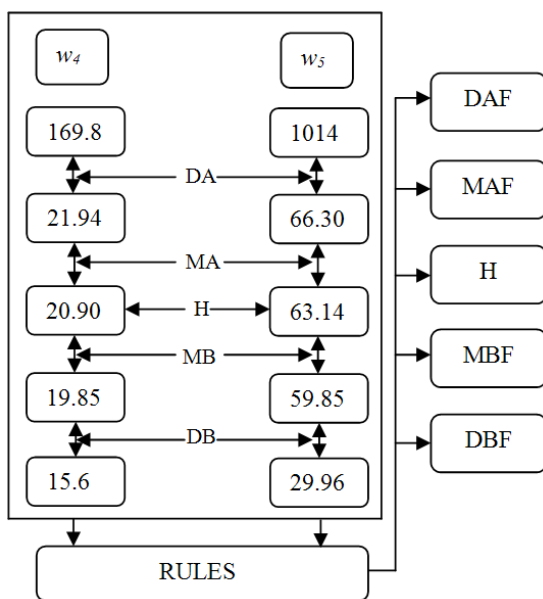 w4 w5
DAF
169.8 1014
DA
MAF
21.94 66.30
MA
H
20.90 H 63.14
MBF
MB
19.85 59.85
DBF
DB
15.6 29.96
RULES